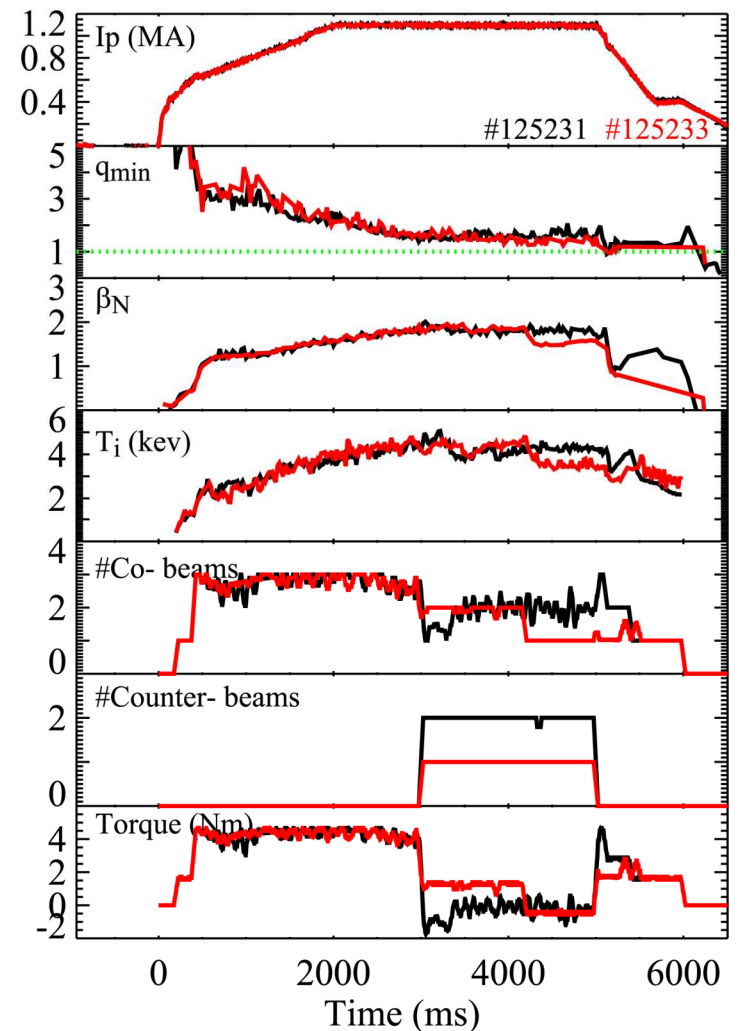 1.2
Ip (MA)
0.8
0.4
#125231 #125233
5
qmin
3
1
3
βN
2
1
6
Ti (kev)
4
2
4
#Co- beams
2
0
#Counter- beams
2
0
Torque (Nm)
4
2
0
-2
0 2000 4000 6000
Time (ms)